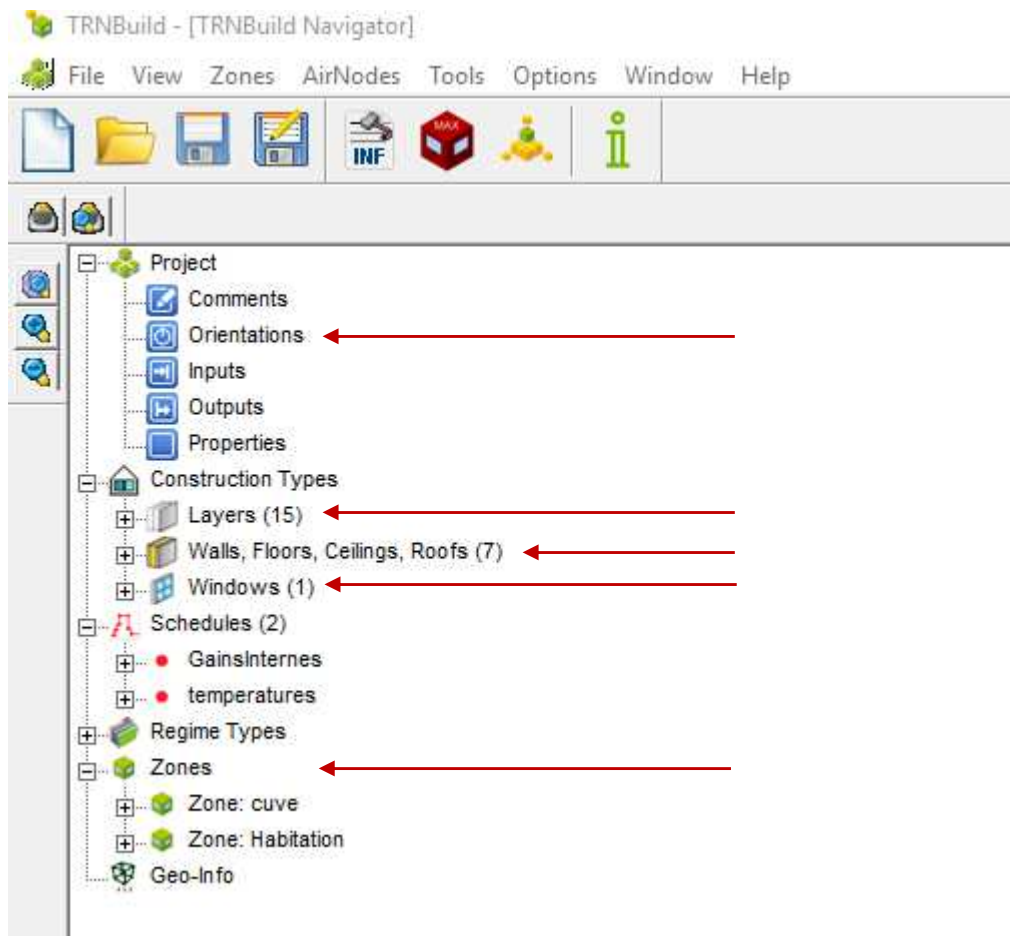 TRNBuild - [TRNBuild Navigator]
File View Zones AirNodes Tools Options Window Help
INF MAX
Project
Comments
Orientations
Inputs
Outputs
Properties
Construction Types
Layers (15)
Walls, Floors, Ceilings, Roofs (7)
Windows (1)
Schedules (2)
GainsInternes
temperatures
Regime Types
Zones
Zone: cuve
Zone: Habitation
Geo-Info